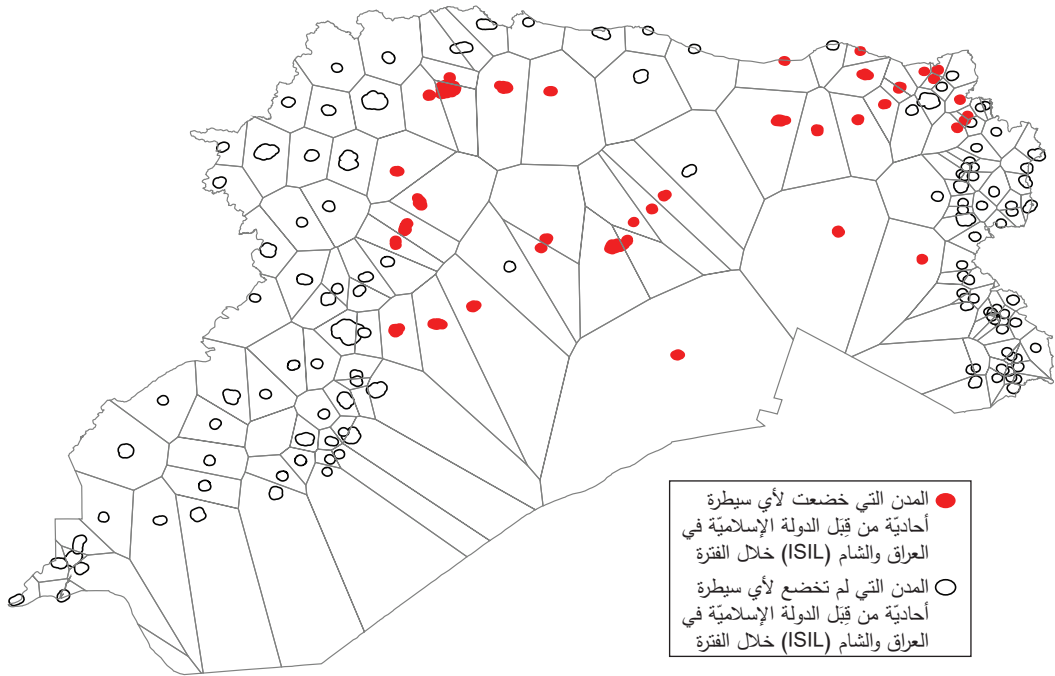 المدن التي خضعت لأي سيطرة
أحاديّة من قِبَل الدولة الإسلاميّة في
العراق والشام (ISIL) خلال الفترة
المدن التي لم تخضع لأي سيطرة
أحاديّة من قِبَل الدولة الإسلاميّة في
العراق والشام (ISIL) خلال الفترة